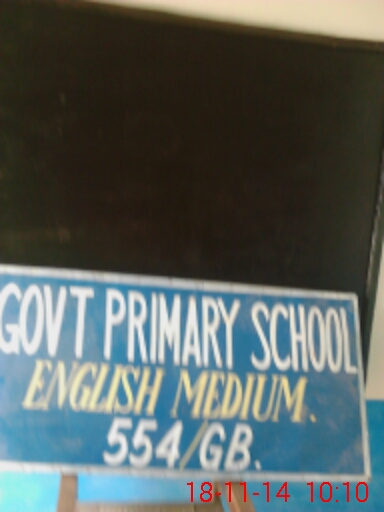 GOVT PRIMARY SCHOOL
ENGLISH MEDIUM.
554/GB.
18-11-14 10:10